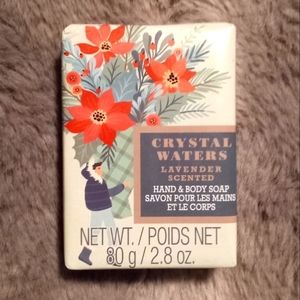 CRYSTAL
WATERS
LAVENDER
SCENTED
HAND & BODY SOAP
SAVON POUR LES MAINS
ET LE CORPS
NET WT. / POIDS NET
80 g / 2.8 oz.